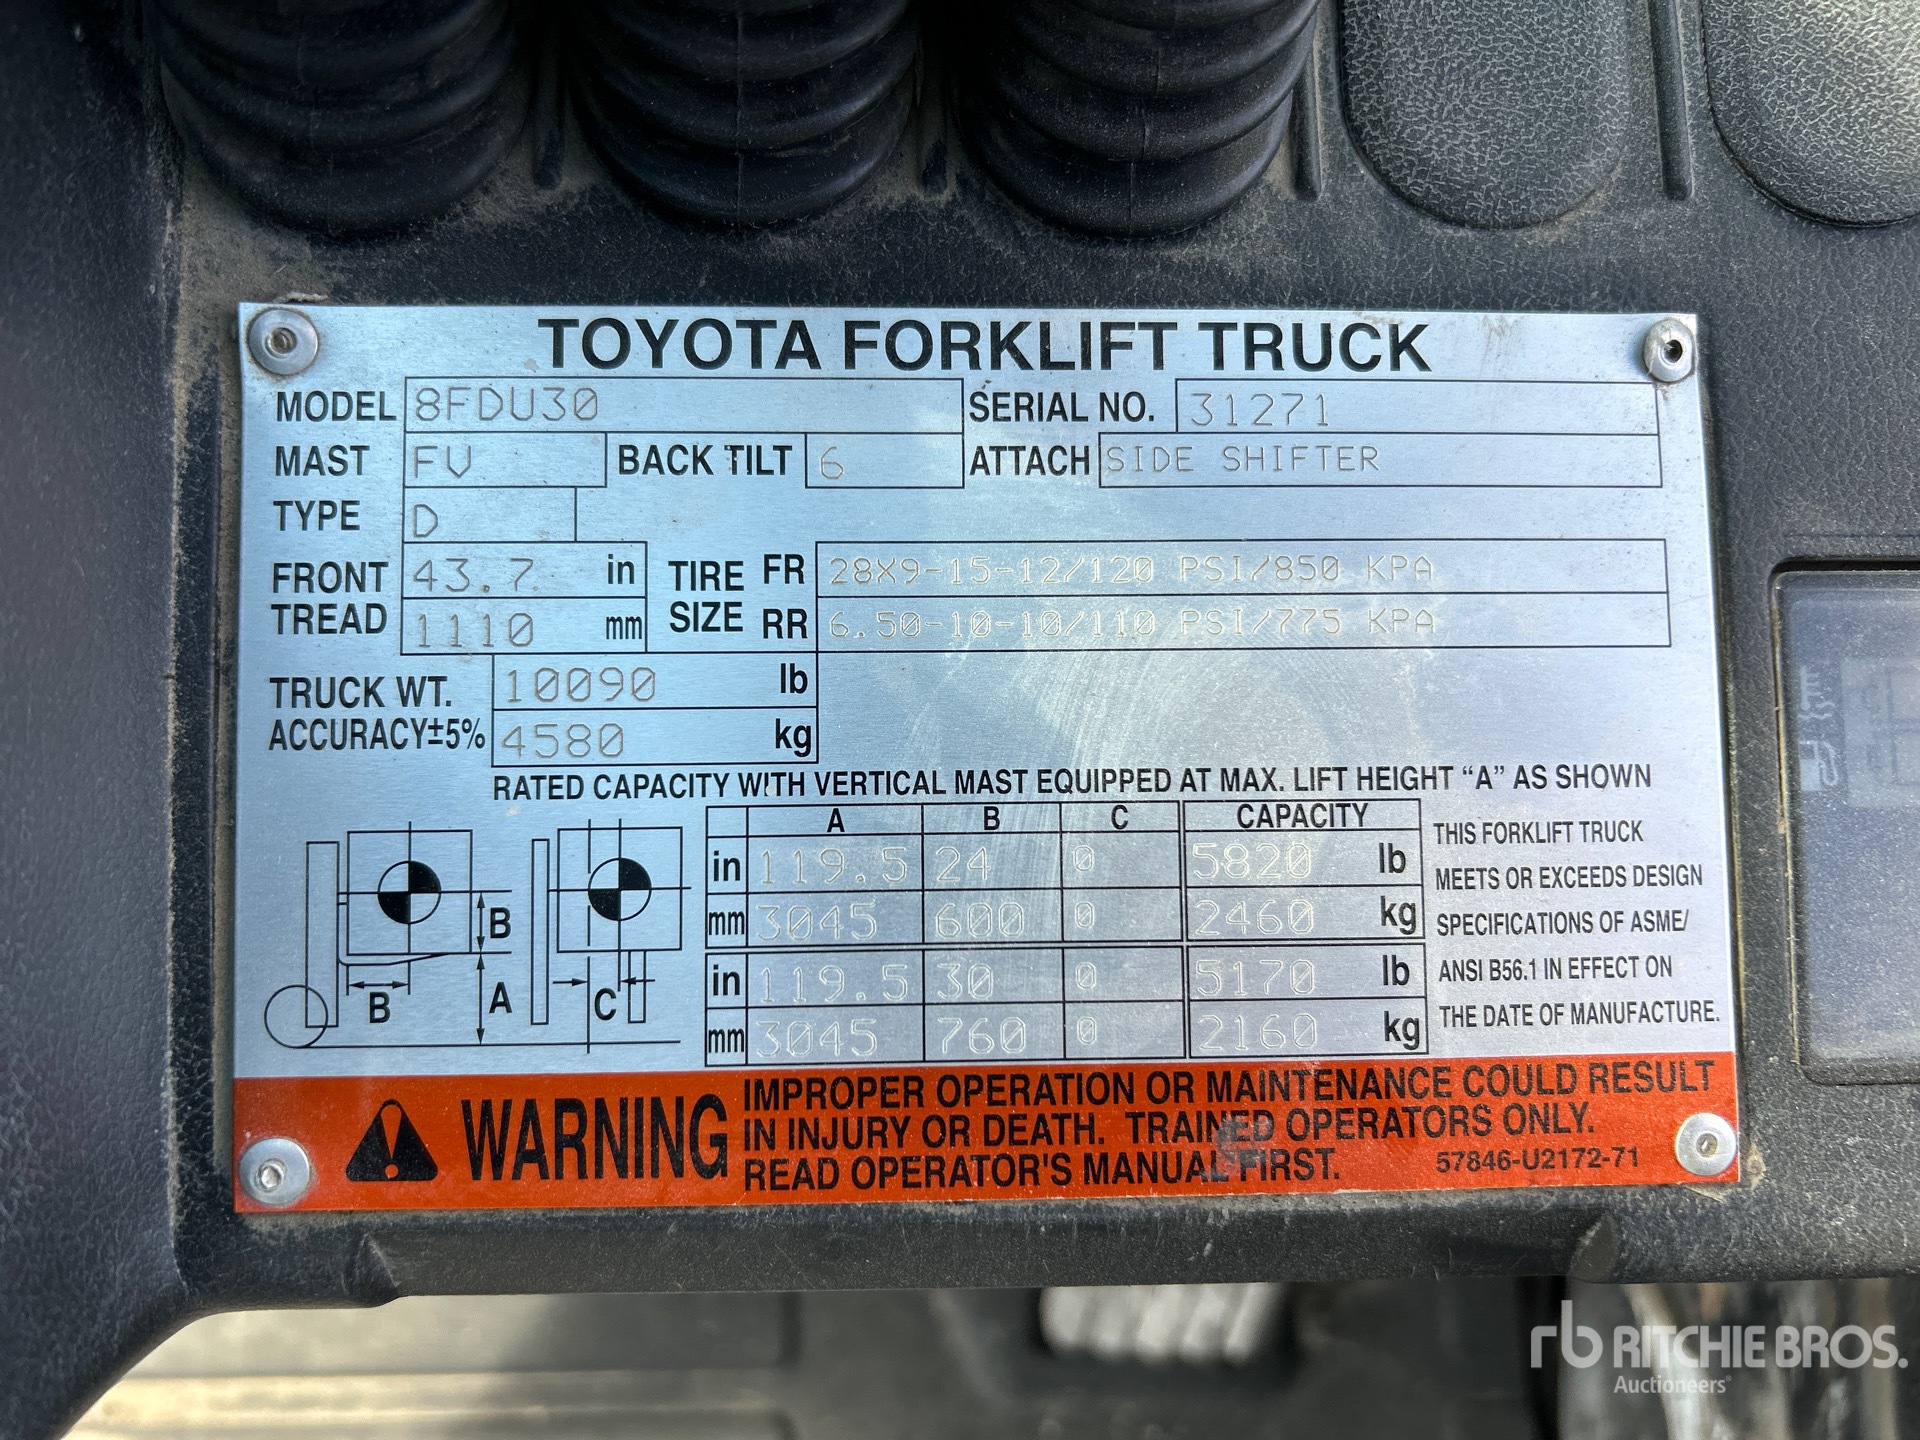 TOYOTA FORKLIFT TRUCK
MODEL 8FDU30 SERIAL NO. 31271
MAST FV BACK TILT 6 ATTACH SIDE SHIFTER
TYPE D
FRONT TREAD 43.7 in TIRE SIZE FR 28X9-15-12/120 PSI/850 KPA
1110 mm RR 6.50-10-10/110 PSI/775 KPA
TRUCK WT. 10090 lb
ACCURACY±5% 4580 kg
RATED CAPACITY WITH VERTICAL MAST EQUIPPED AT MAX. LIFT HEIGHT "A" AS SHOWN
A B C CAPACITY
in 119.5 24 0 5820 lb
mm 3045 600 0 2460 kg
in 119.5 30 0 5170 lb
mm 3045 760 0 2160 kg
B
B
A
C
THIS FORKLIFT TRUCK
MEETS OR EXCEEDS DESIGN
SPECIFICATIONS OF ASME/
ANSI B56.1 IN EFFECT ON
THE DATE OF MANUFACTURE.
WARNING
IMPROPER OPERATION OR MAINTENANCE COULD RESULT
IN INJURY OR DEATH. TRAINED OPERATORS ONLY.
READ OPERATOR'S MANUAL FIRST. 57846-U2172-71
rb RITCHIE BROS.
Auctioneers